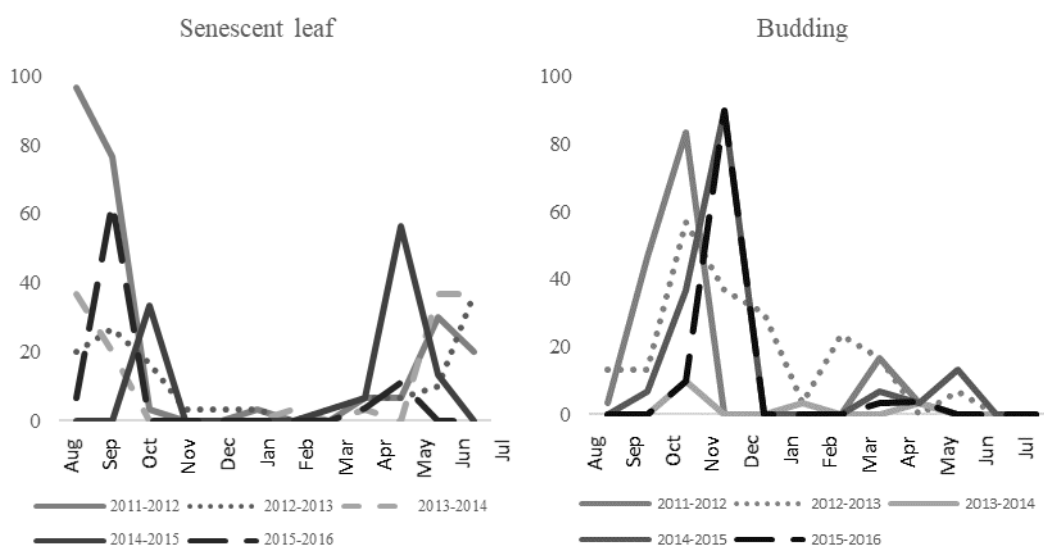 Senescent leaf
100
80
60
40
20
0
Aug Sep Oct Nov Dec Jan Feb Mar Apr May Jun Jul
2011-2012 2012-2013 2013-2014
2014-2015 2015-2016
Budding
100
80
60
40
20
0
Aug Sep Oct Nov Dec Jan Feb Mar Apr May Jun Jul
2011-2012 2012-2013 2013-2014
2014-2015 2015-2016